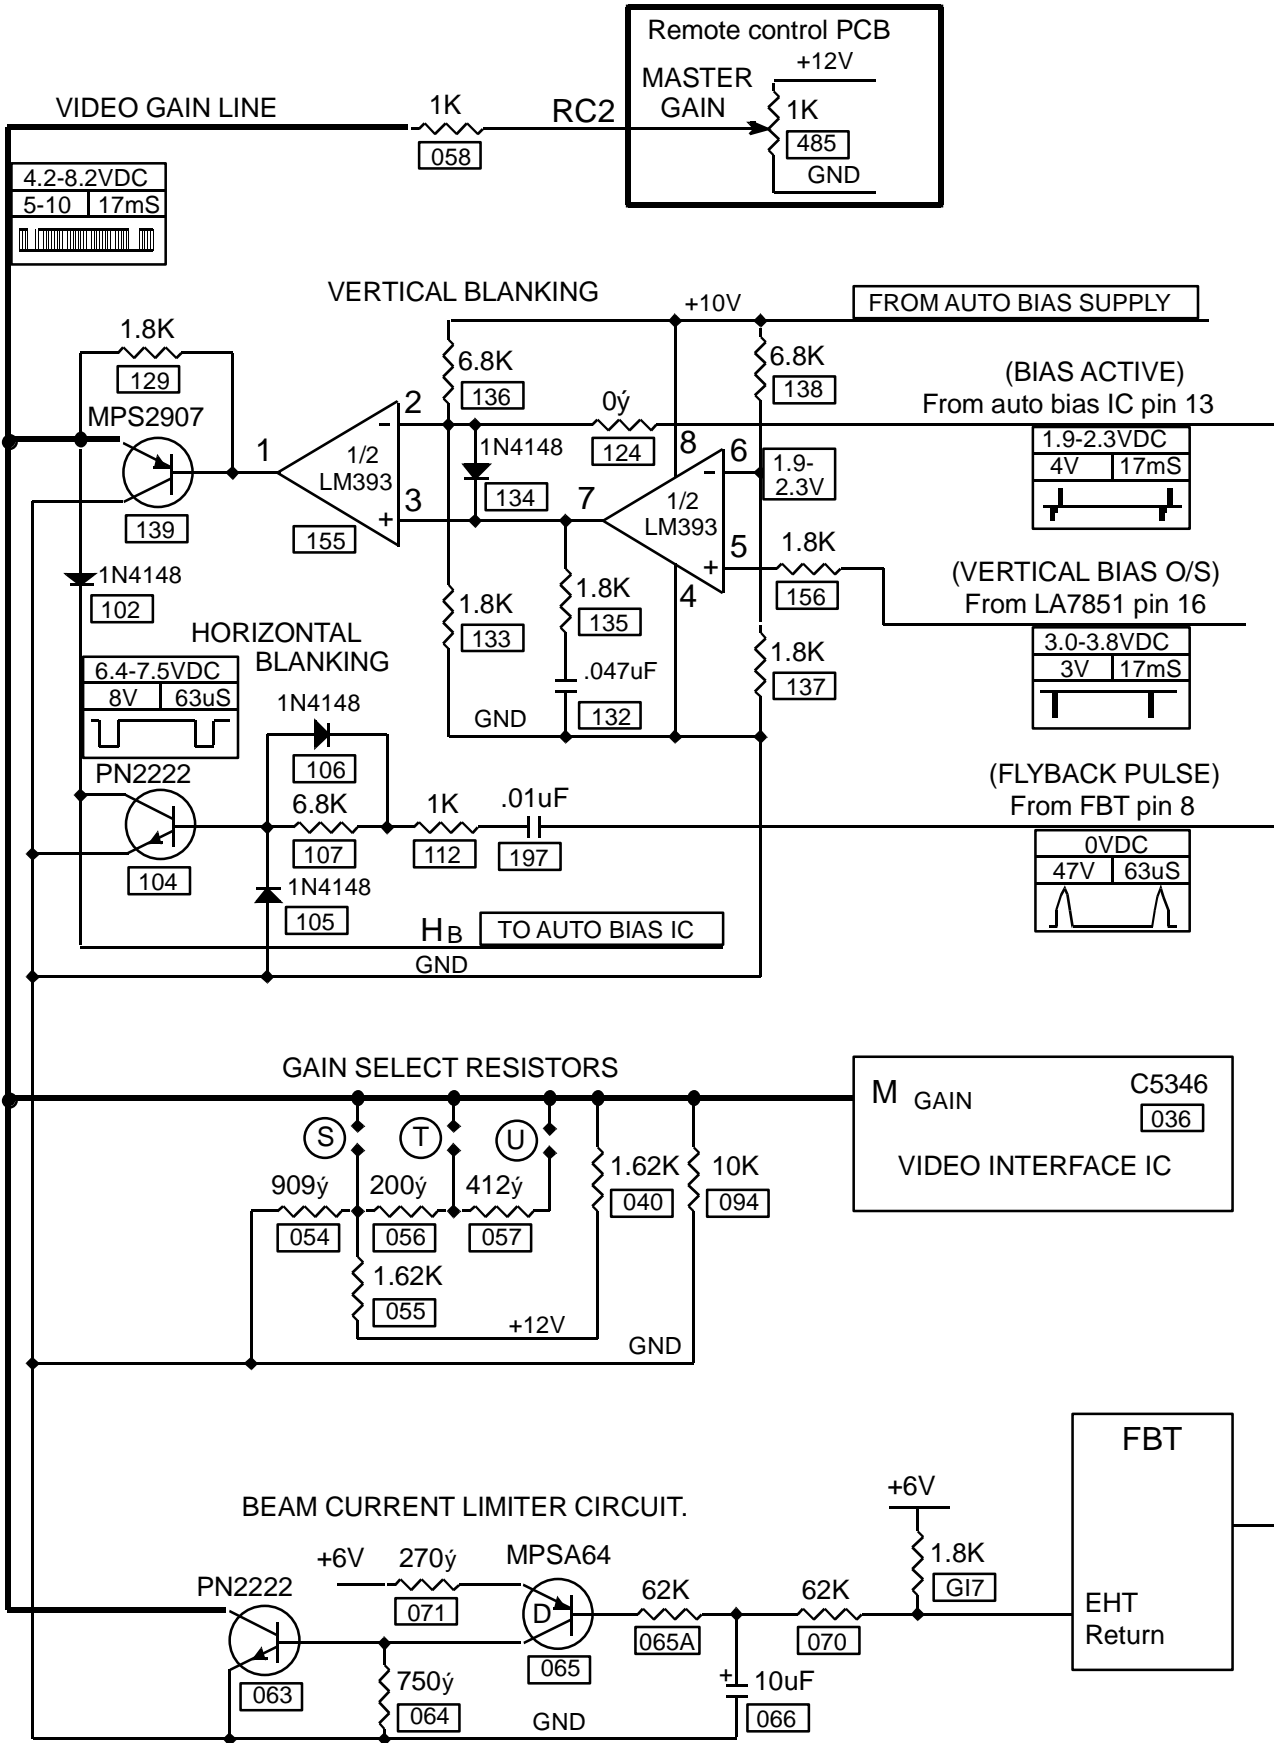 Remote control PCB
+12V
MASTER
GAIN
1K
485
GND
VIDEO GAIN LINE
1K
058
RC2
4.2-8.2VDC
5-10 17mS
VERTICAL BLANKING
+10V
FROM AUTO BIAS SUPPLY
1.8K
129
MPS2907
139
1
2
3
-
+
1/2
LM393
155
6.8K
136
0ý
124
1N4148
134
7
8
6
5
4
-
+
1/2
LM393
6.8K
138
1.9-
2.3V
(BIAS ACTIVE)
From auto bias IC pin 13
1.9-2.3VDC
4V 17mS
1.8K
156
(VERTICAL BIAS O/S)
From LA7851 pin 16
3.0-3.8VDC
3V 17mS
1N4148
102
1.8K
133
1.8K
135
.047uF
132
1.8K
137
GND
HORIZONTAL
BLANKING
6.4-7.5VDC
8V 63uS
1N4148
106
PN2222
104
6.8K
107
1K
112
.01uF
197
(FLYBACK PULSE)
From FBT pin 8
0VDC
47V 63uS
1N4148
105
HB
TO AUTO BIAS IC
GND
GAIN SELECT RESISTORS
M GAIN
C5346
036
VIDEO INTERFACE IC
S
T
U
909ý
054
200ý
056
412ý
057
1.62K
040
10K
094
1.62K
055
+12V
GND
BEAM CURRENT LIMITER CIRCUIT.
FBT
EHT
Return
+6V
1.8K
GI7
+6V
270ý
071
MPSA64
D
065
PN2222
063
62K
065A
62K
070
750ý
064
+
10uF
066
GND